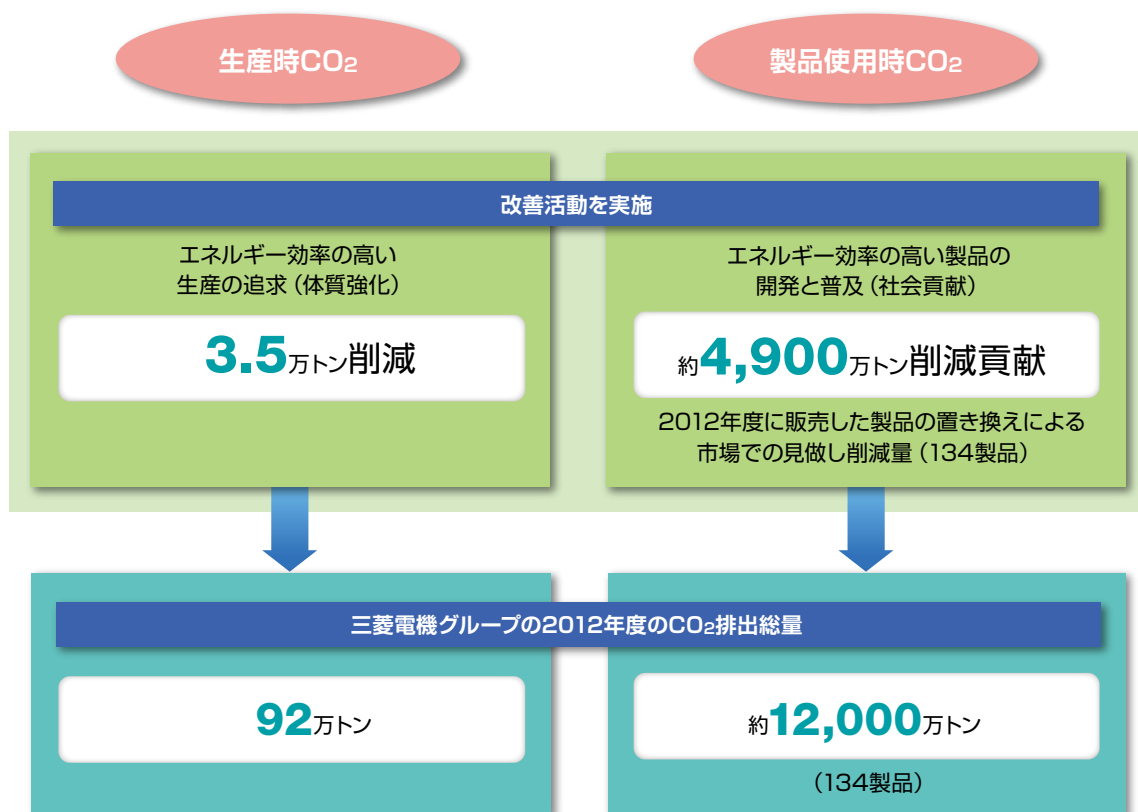 生産時CO2
製品使用時CO2
改善活動を実施
エネルギー効率の高い
生産の追求（体質強化）
3.5万トン削減
エネルギー効率の高い製品の
開発と普及（社会貢献）
約4,900万トン削減貢献
2012年度に販売した製品の置き換えによる
市場での見做し削減量（134製品）
三菱電機グループの2012年度のCO2排出総量
92万トン
約12,000万トン
（134製品）